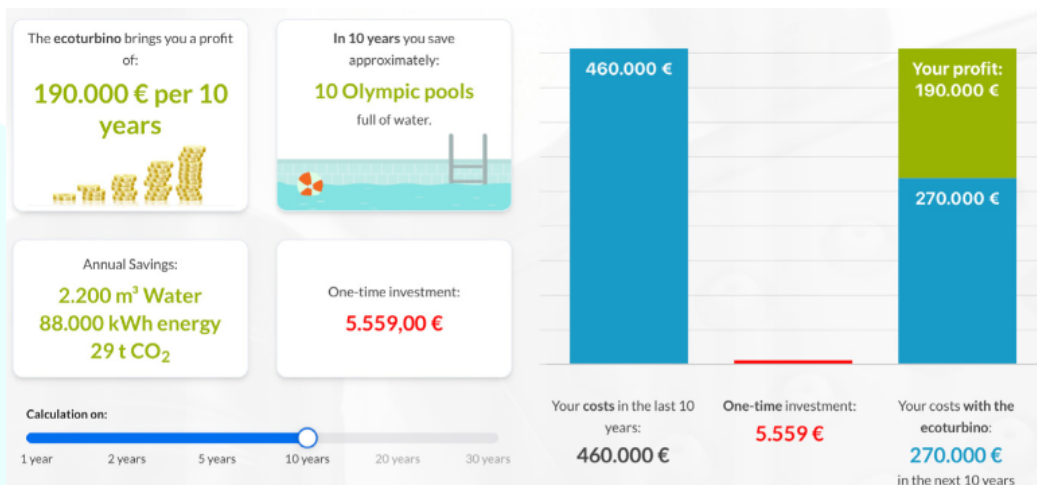 The ecoturbino brings you a profit
of:
190.000 € per 10
years
In 10 years you save
approximately:
10 Olympic pools
full of water.
Annual Savings:
2.200 m³ Water
88.000 kWh energy
29 t CO₂
One-time investment:
5.559,00 €
Calculation on:
1 year 2 years 5 years 10 years 20 years 30 years
460.000 €
Your profit:
190.000 €
270.000 €
Your costs in the last 10
years:
460.000 €
One-time investment:
5.559 €
Your costs with the
ecoturbino:
270.000 €
in the next 10 years